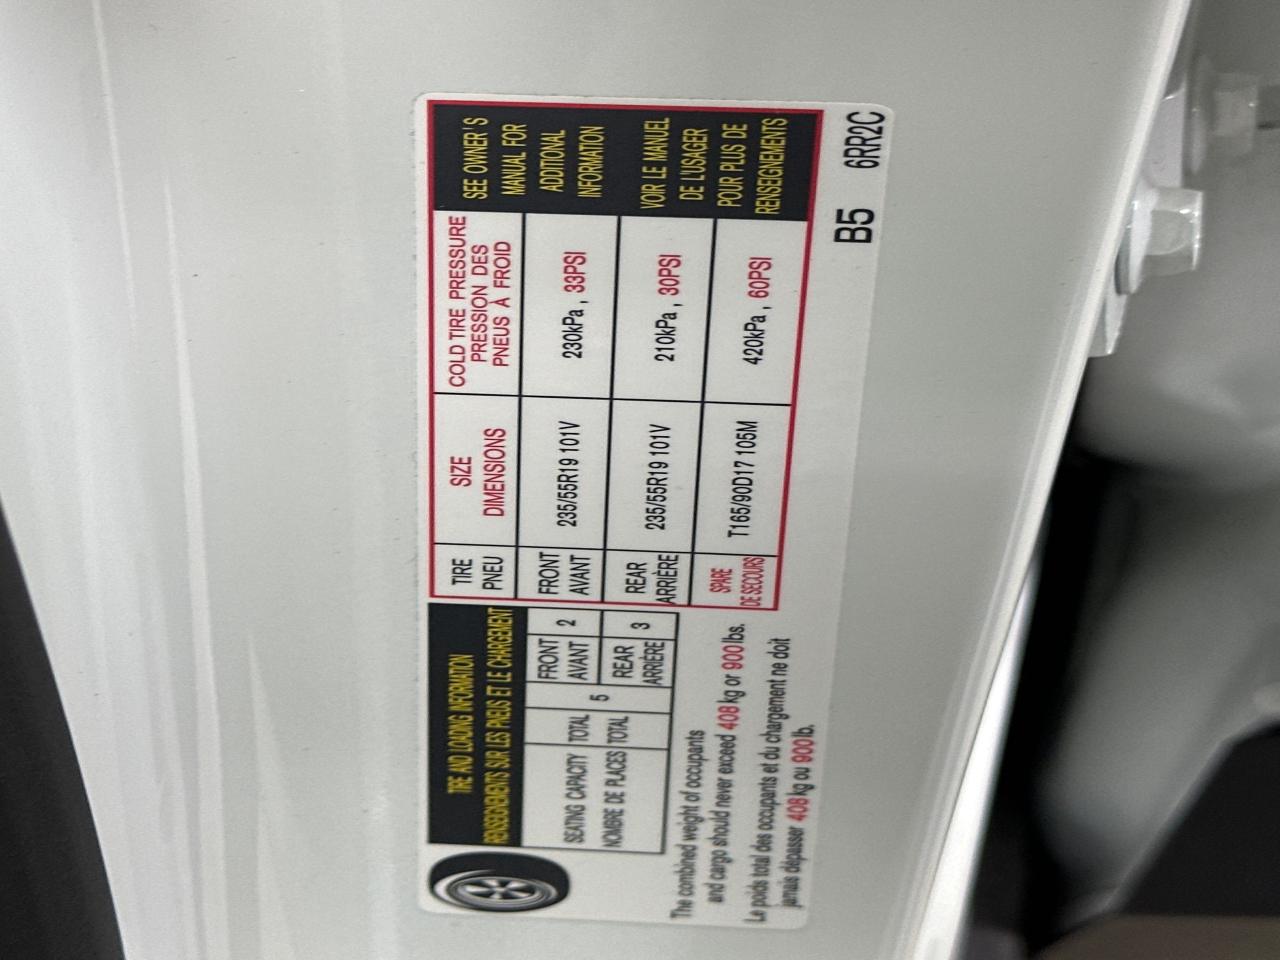 TIRE AND LOADING INFORMATION
RENSEIGNEMENTS SUR LES PNEUS ET LE CHARGEMENT
SEATING CAPACITY
NOMBRE DE PLACES
TOTAL
TOTAL
5
FRONT
AVANT
2
REAR
ARRIÈRE
3
The combined weight of occupants
and cargo should never exceed 408 kg or 900 lbs.
Le poids total des occupants et du chargement ne doit
jamais dépasser 408 kg ou 900 lb.
TIRE
PNEU
SIZE
DIMENSIONS
COLD TIRE PRESSURE
PRESSION DES
PNEUS À FROID
FRONT
AVANT
235/55R19 101V
230kPa , 33PSI
REAR
ARRIÈRE
235/55R19 101V
210kPa , 30PSI
SPARE
DE SECOURS
T165/90D17 105M
420kPa , 60PSI
SEE OWNER'S
MANUAL FOR
ADDTIONAL
INFORMATION
VOIR LE MANUEL
DE L'USAGER
POUR PLUS DE
RENSEIGNEMENTS
B5 6RR2C